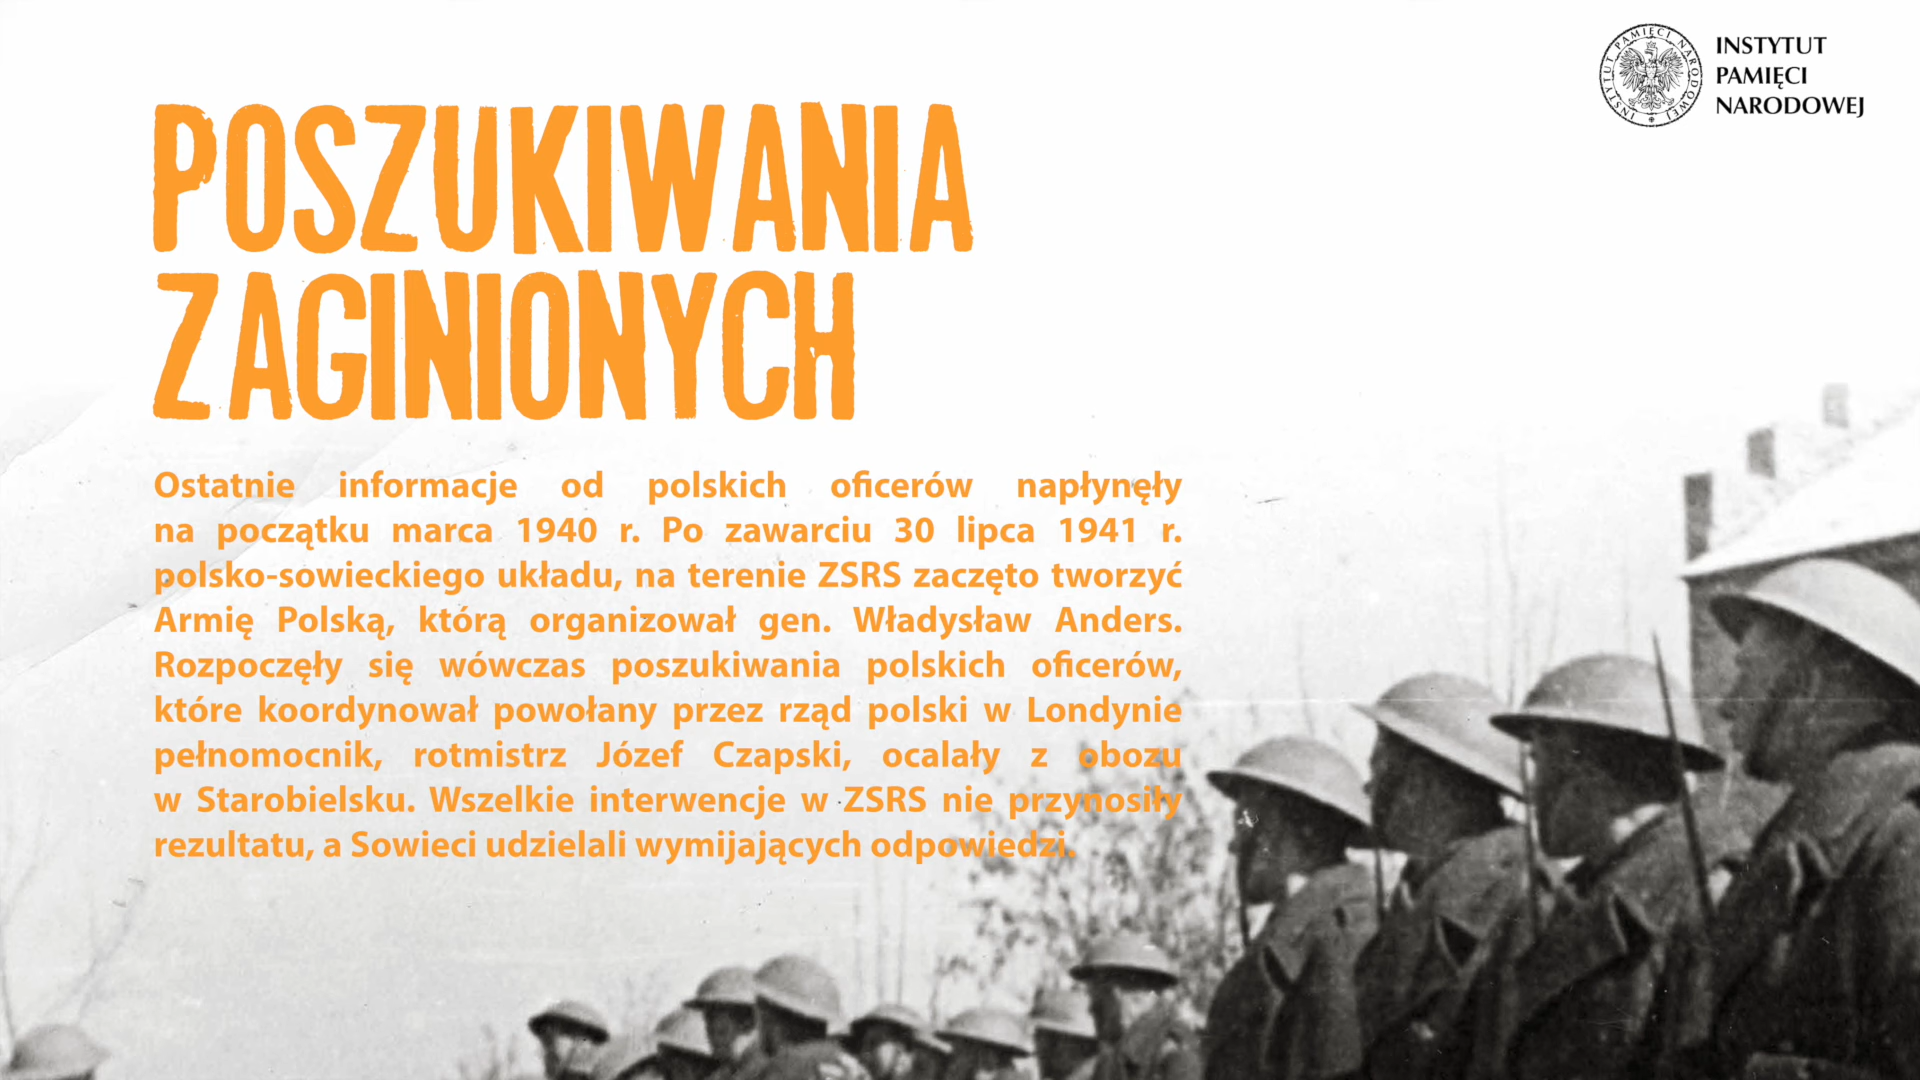 INSTYTUT
PAMIĘCI
NARODOWEJ
INSTYTUT PAMIĘCI NARODOWEJ
POSZUKIWANIA
ZAGINIONYCH
Ostatnie informacje od polskich oficerów napłynęły
na początku marca 1940 r. Po zawarciu 30 lipca 1941 r.
polsko-sowieckiego układu, na terenie ZSRS zaczęto tworzyć
Armię Polską, którą organizował gen. Władysław Anders.
Rozpoczęły się wówczas poszukiwania polskich oficerów,
które koordynował powołany przez rząd polski w Londynie
pełnomocnik, rotmistrz Józef Czapski, ocalały z obozu
w Starobielsku. Wszelkie interwencje w ZSRS nie przynosiły
rezultatu, a Sowieci udzielali wymijających odpowiedzi.